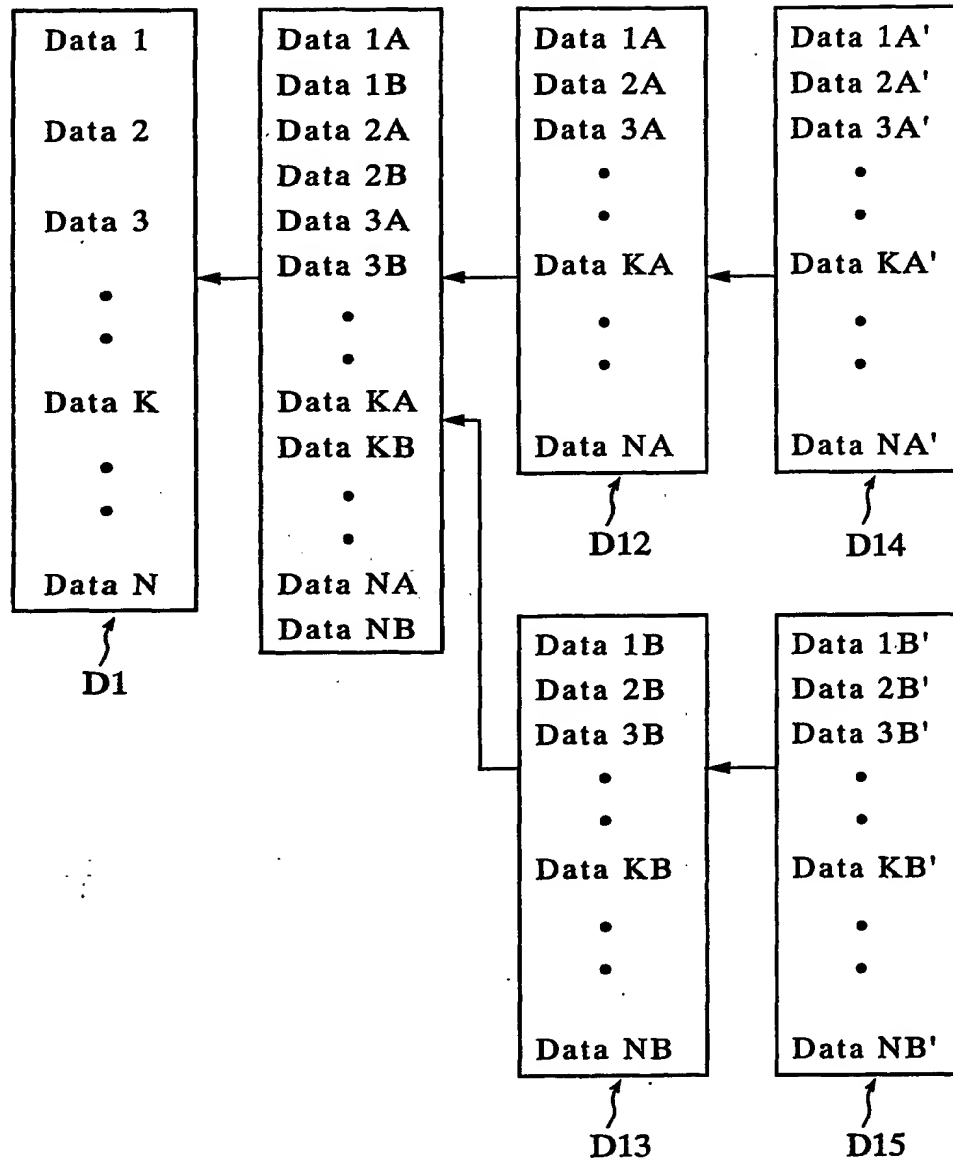 Data 1
Data 2
Data 3
Data K
Data N
D1
Data 1A
Data 1B
Data 2A
Data 2B
Data 3A
Data 3B
Data KA
Data KB
Data NA
Data NB
Data 1A
Data 2A
Data 3A
Data KA
Data NA
D12
Data 1A'
Data 2A'
Data 3A'
Data KA'
Data NA'
D14
Data 1B
Data 2B
Data 3B
Data KB
Data NB
D13
Data 1B'
Data 2B'
Data 3B'
Data KB'
Data NB'
D15